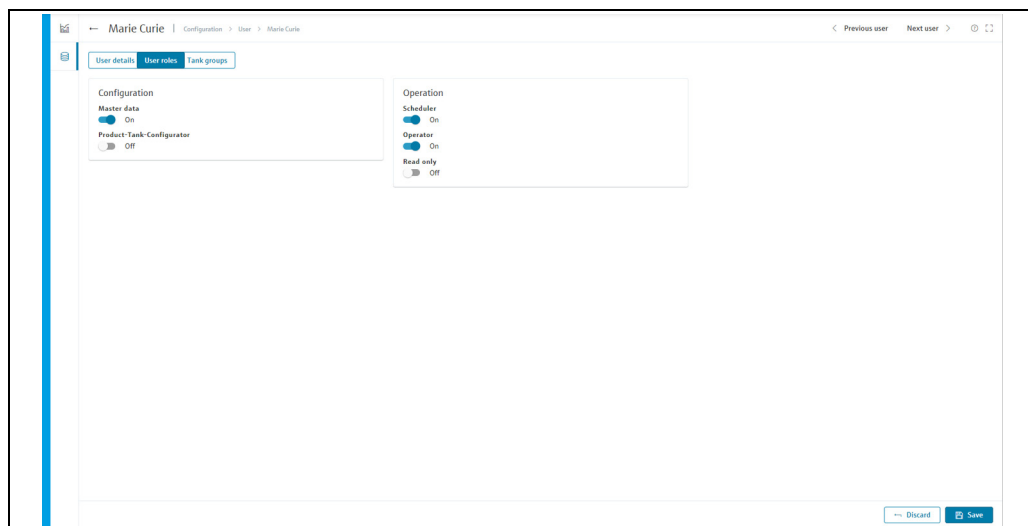 ← Marie Curie | Configuration > User > Marie Curie
< Previous user Next user >
User details User roles Tank groups
Configuration
Master data
On
Product-Tank-Configurator
Off
Operation
Scheduler
On
Operator
On
Read only
Off
Discard Save